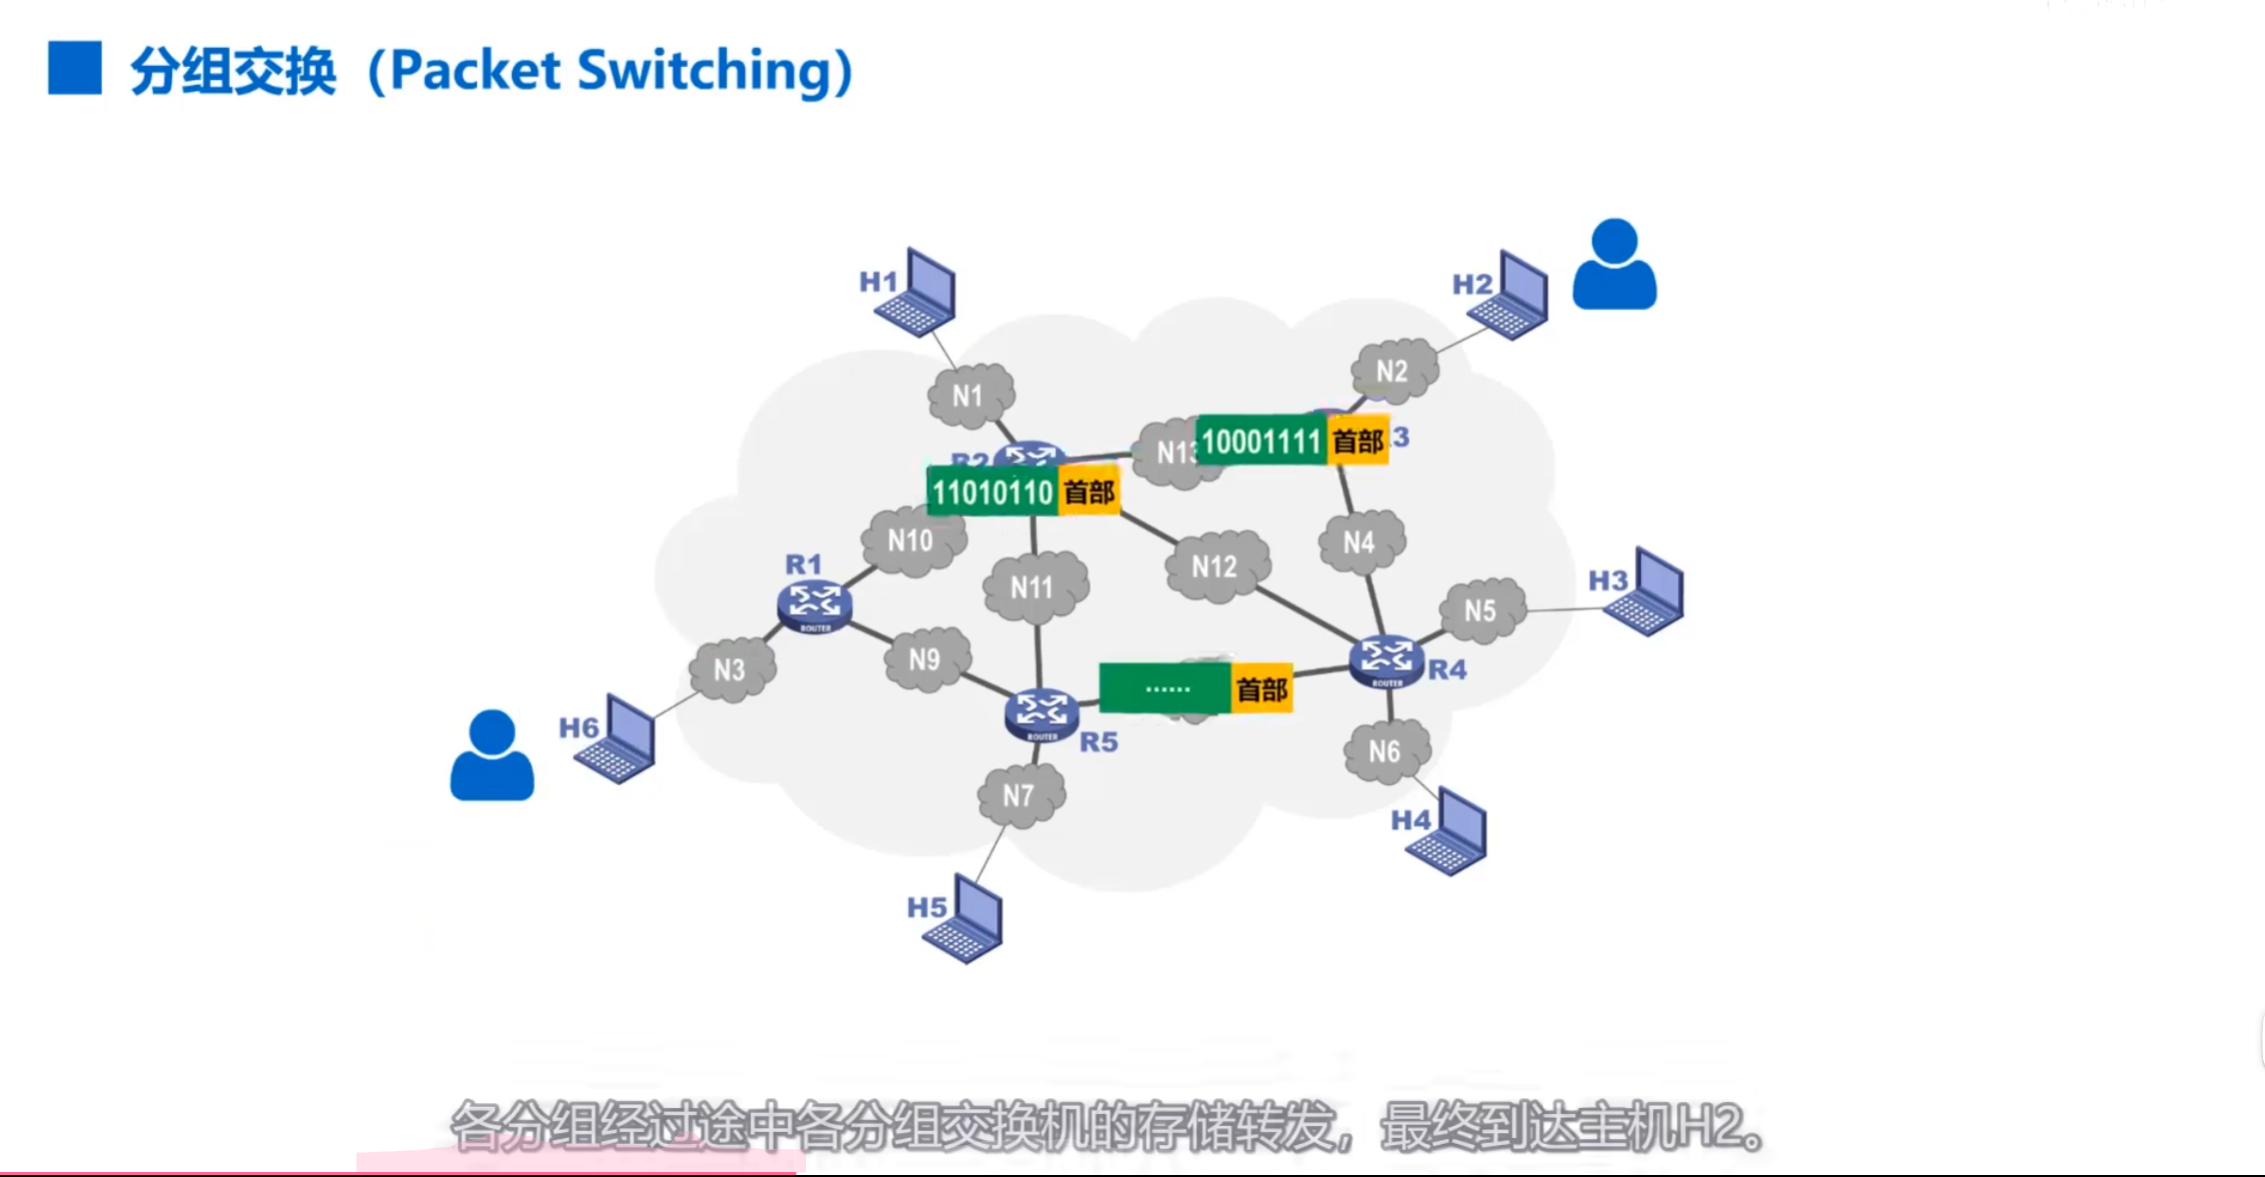 分组交换（Packet Switching）
H1
H2
N1
N2
R2
N13
10001111 首部
3
11010110 首部
N10
N12
N4
R1
ROUTER
N11
H3
N5
N3
N9
R4
ROUTER
...... 首部
H6
R5
ROUTER
N6
N7
H4
H5
各分组经过途中各分组交换机的存储转发，最终到达主机H2。